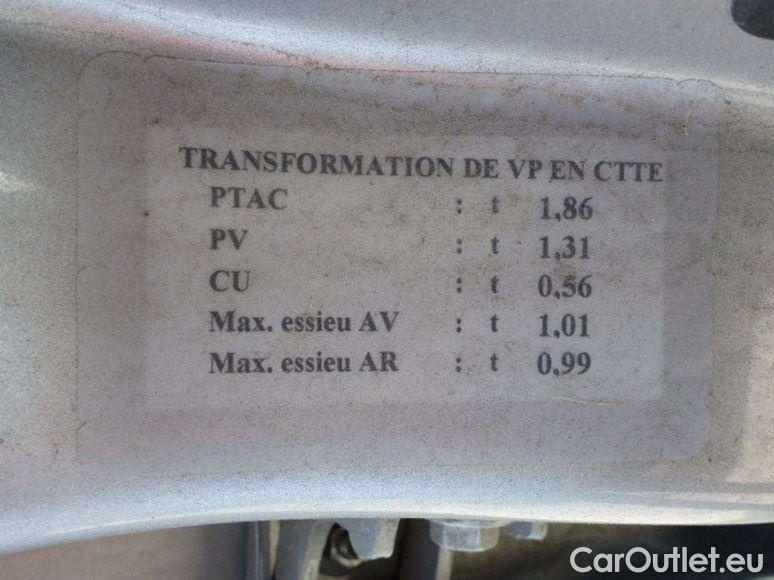 TRANSFORMATION DE VP EN CTTE
PTAC : t 1,86
PV : t 1,31
CU : t 0,56
Max. essieu AV : t 1,01
Max. essieu AR : t 0,99
CarOutlet.eu